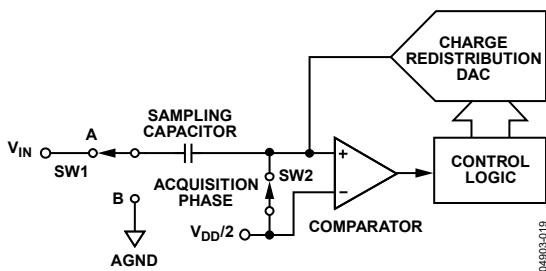 CHARGE
REDISTRIBUTION
DAC
SAMPLING
CAPACITOR
A
VIN
SW1
+
SW2
CONTROL
LOGIC
ACQUISITION
PHASE
B
−
VDD/2
COMPARATOR
AGND
04903-019